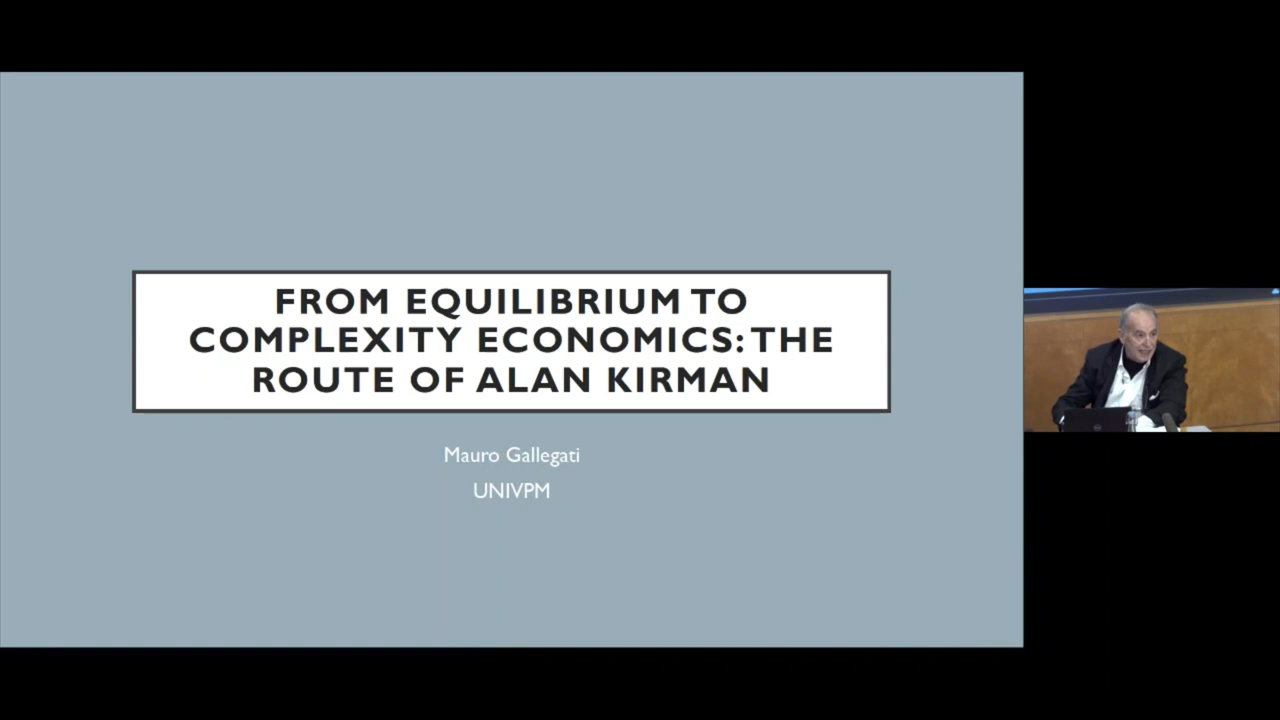 FROM EQUILIBRIUM TO
COMPLEXITY ECONOMICS: THE
ROUTE OF ALAN KIRMAN
Mauro Gallegati
UNIVPM